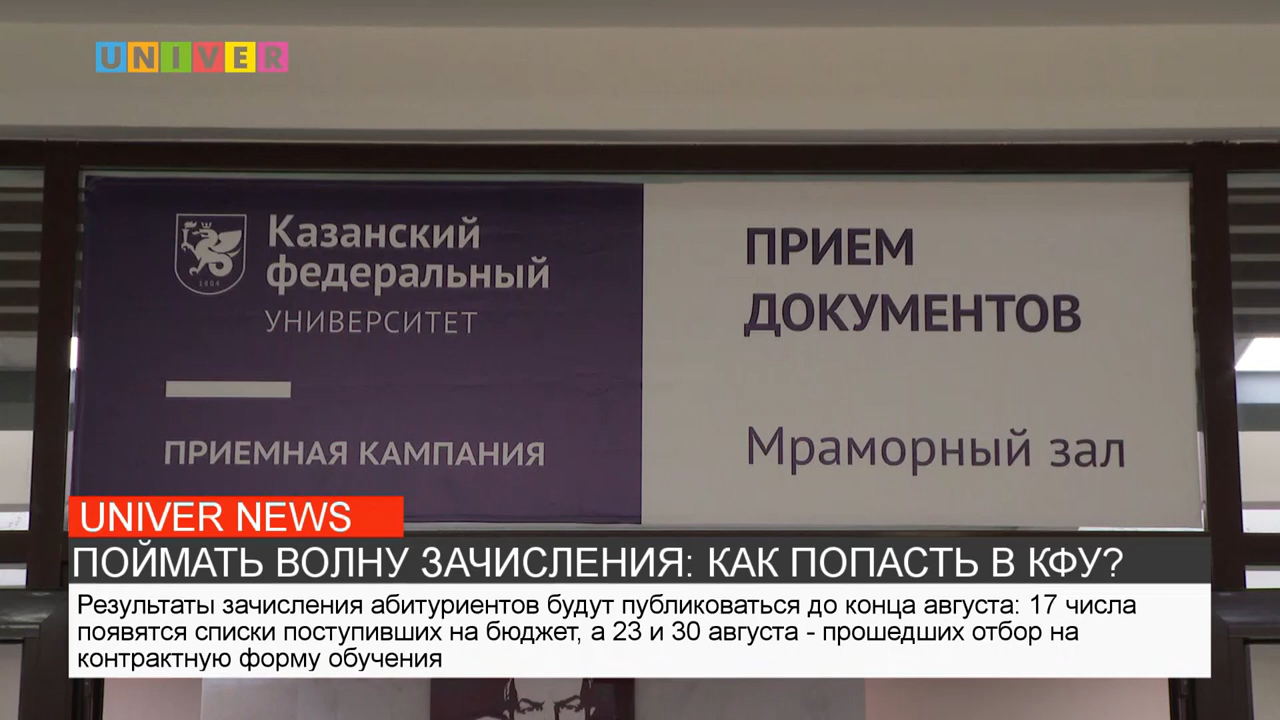 UNIVER
Казанский
федеральный
УНИВЕРСИТЕТ
1804
ПРИЕМНАЯ КАМПАНИЯ
ПРИЕМ
ДОКУМЕНТОВ
Мраморный зал
UNIVER NEWS
ПОЙМАТЬ ВОЛНУ ЗАЧИСЛЕНИЯ: КАК ПОПАСТЬ В КФУ?
Результаты зачисления абитуриентов будут публиковаться до конца августа: 17 числа
появятся списки поступивших на бюджет, а 23 и 30 августа - прошедших отбор на
контрактную форму обучения